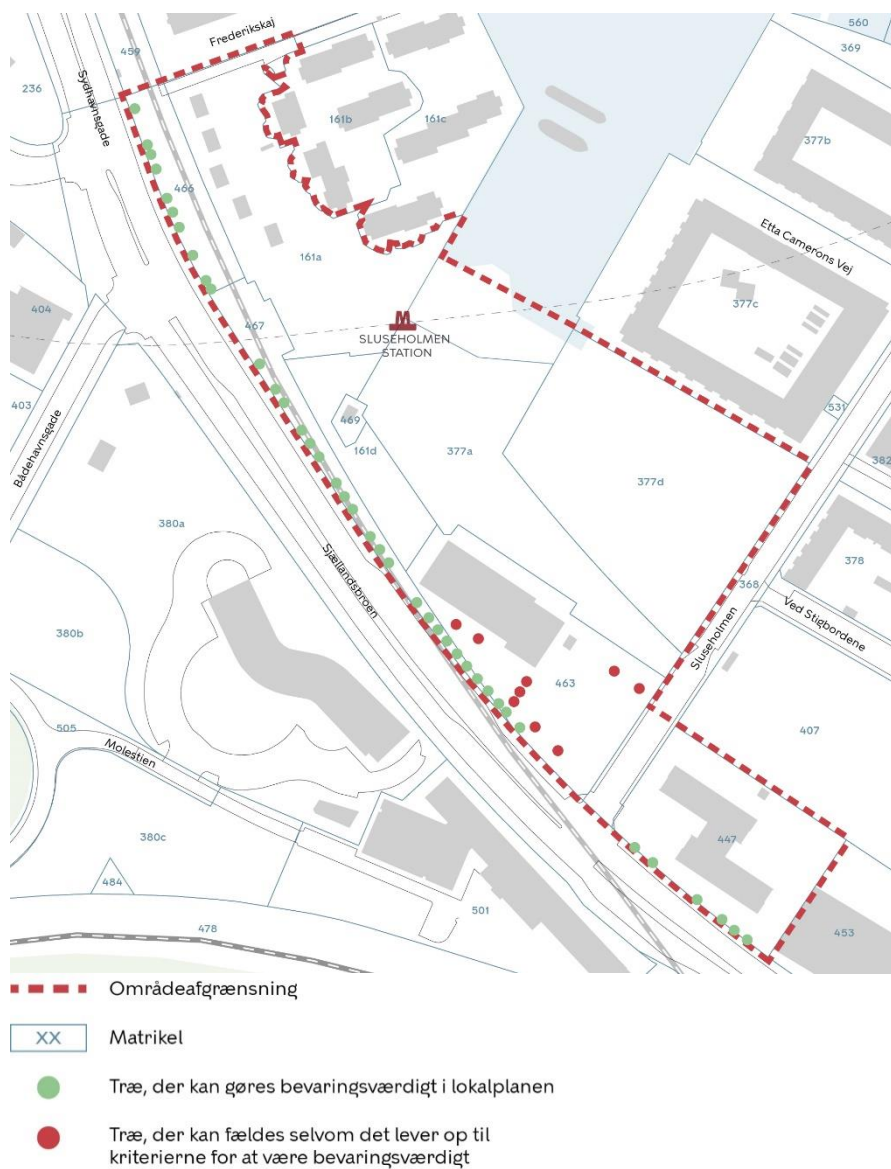 560
369
Frederikskaj
459
236
Sydhavnsgade
161b
161c
377b
466
Etta Camerons Vej
161a
377c
404
467
SLUSEHOLMEN
STATION
403
Bådehavnsgade
469
161d
377a
531
382
377d
380a
378
368
Sjællandsbroen
Ved Stigbordene
Sluseholmen
380b
463
505
Molestien
407
380c
447
484
501
478
453
Områdeafgrænsning
XX Matrikel
Træ, der kan gøres bevaringsværdigt i lokalplanen
Træ, der kan fældes selvom det lever op til
kriterierne for at være bevaringsværdigt